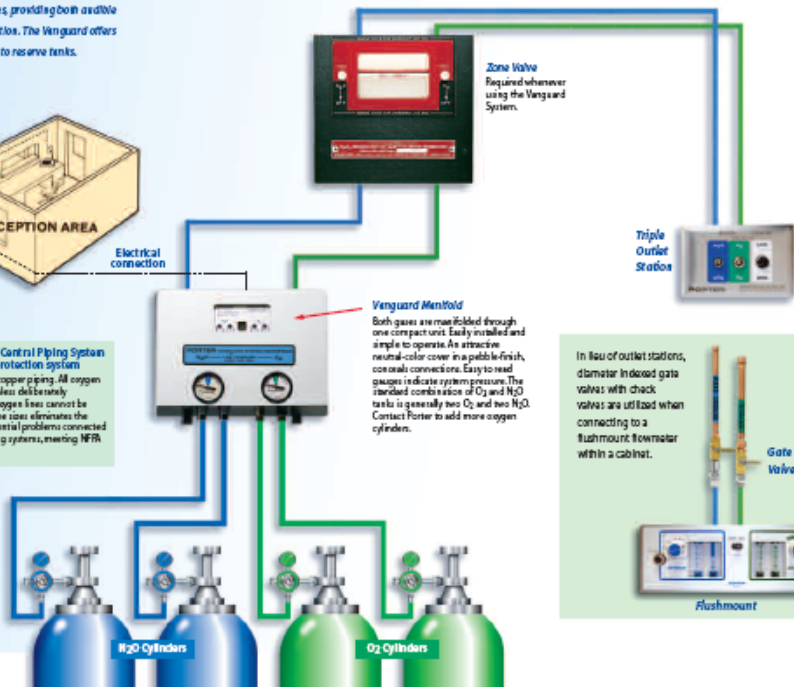 s, providing both audible
tion. The Vanguard offers
to reserve tanks.
CEPTION AREA
Electrical
connection
Zone Valve
Required whenever
using the Vanguard
System.
Triple
Outlet
Station
PORTER
Vanguard Manifold
Both gases are manifolded through
one compact unit. Easily installed and
simple to operate. An attractive
neutral-color cover in a pebble-finish,
conceals connections. Easy to read
gauges indicate system pressure. The
standard combination of O2 and N2O
tanks is generally two O2 and two N2O.
Contact Porter to add more oxygen
cylinders.
Central Piping System
rotection system
copper piping. All oxygen
less deliberately
xygen lines cannot be
e sizes eliminates the
ential problems connected
g systems, meeting NFPA
PORTER
In lieu of outlet stations,
diameter indexed gate
valves with check
valves are utilized when
connecting to a
flushmount flowmeter
within a cabinet.
Gate
Valve
Flushmount
N2O Cylinders
O2 Cylinders